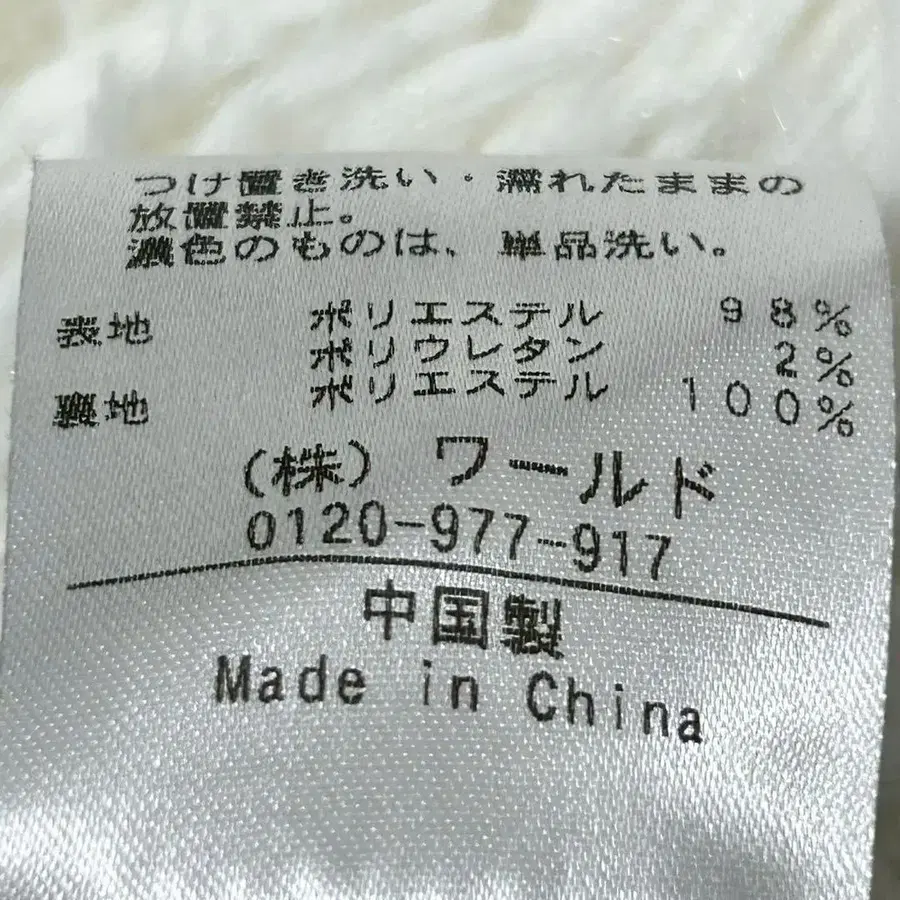 つけ置き洗い・濡れたままの
放置禁止。
濃色のものは、単品洗い。
表地 ポリエステル 98%
ポリウレタン 2%
裏地 ポリエステル 100%
(株) ワールド
0120-977-917
中国製
Made in China